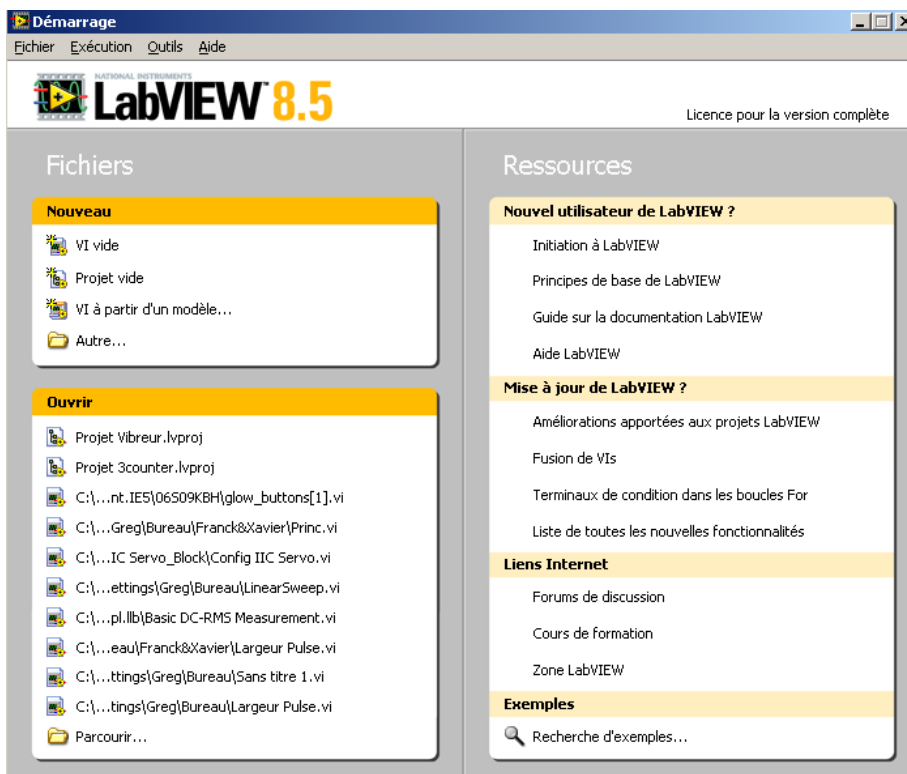 Démarrage
Fichier Exécution Outils Aide
NATIONAL INSTRUMENTS
LabVIEW™ 8.5
Licence pour la version complète
Fichiers
Nouveau
VI vide
Projet vide
VI à partir d'un modèle...
Autre...
Ouvrir
Projet Vibreur.lvproj
Projet 3counter.lvproj
C:\...nt.IE5\06S09KBH\glow_buttons[1].vi
C:\...Greg\Bureau\Franck&Xavier\Princ.vi
C:\...IC Servo_Block\Config IIC Servo.vi
C:\...ettings\Greg\Bureau\LinearSweep.vi
C:\...pl.llb\Basic DC-RMS Measurement.vi
C:\...eau\Franck&Xavier\Largeur Pulse.vi
C:\...ttings\Greg\Bureau\Sans titre 1.vi
C:\...tings\Greg\Bureau\Largeur Pulse.vi
Parcourir...
Ressources
Nouvel utilisateur de LabVIEW ?
Initiation à LabVIEW
Principes de base de LabVIEW
Guide sur la documentation LabVIEW
Aide LabVIEW
Mise à jour de LabVIEW ?
Améliorations apportées aux projets LabVIEW
Fusion de VIs
Terminaux de condition dans les boucles For
Liste de toutes les nouvelles fonctionnalités
Liens Internet
Forums de discussion
Cours de formation
Zone LabVIEW
Exemples
Recherche d'exemples...